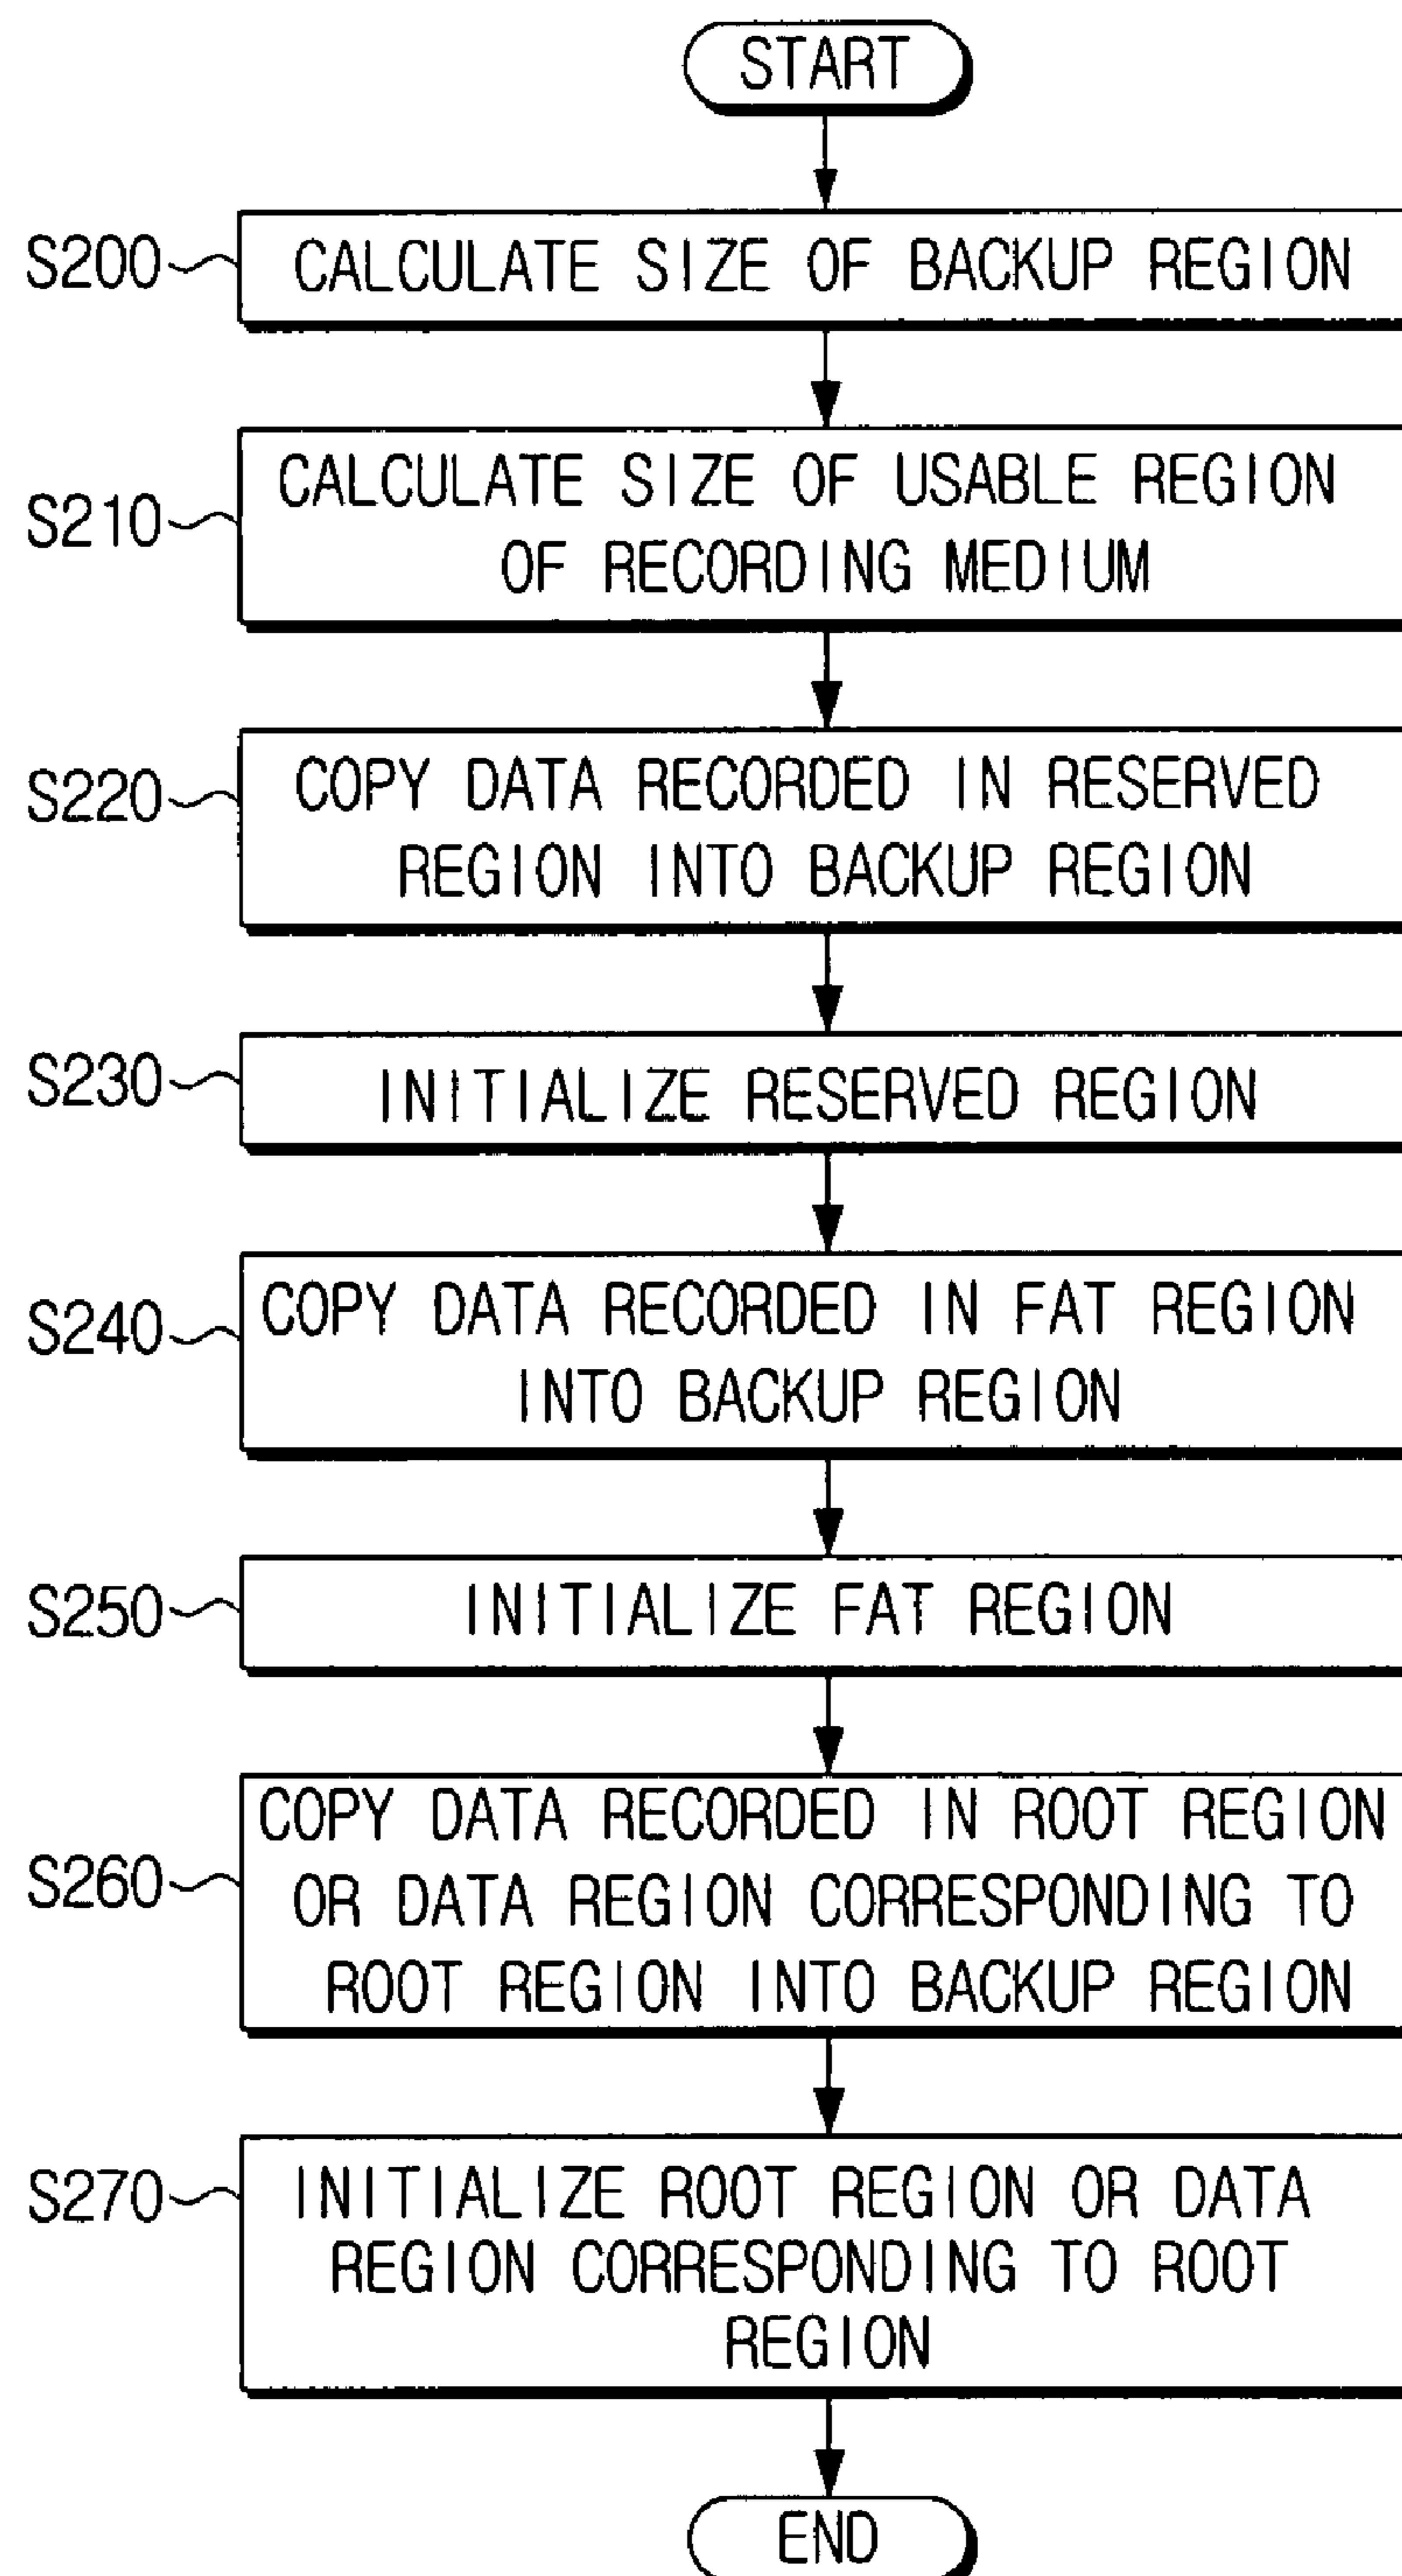 START
S200
CALCULATE SIZE OF BACKUP REGION
S210
CALCULATE SIZE OF USABLE REGION
OF RECORDING MEDIUM
S220
COPY DATA RECORDED IN RESERVED
REGION INTO BACKUP REGION
S230
INITIALIZE RESERVED REGION
S240
COPY DATA RECORDED IN FAT REGION
INTO BACKUP REGION
S250
INITIALIZE FAT REGION
S260
COPY DATA RECORDED IN ROOT REGION
OR DATA REGION CORRESPONDING TO
ROOT REGION INTO BACKUP REGION
S270
INITIALIZE ROOT REGION OR DATA
REGION CORRESPONDING TO ROOT
REGION
END